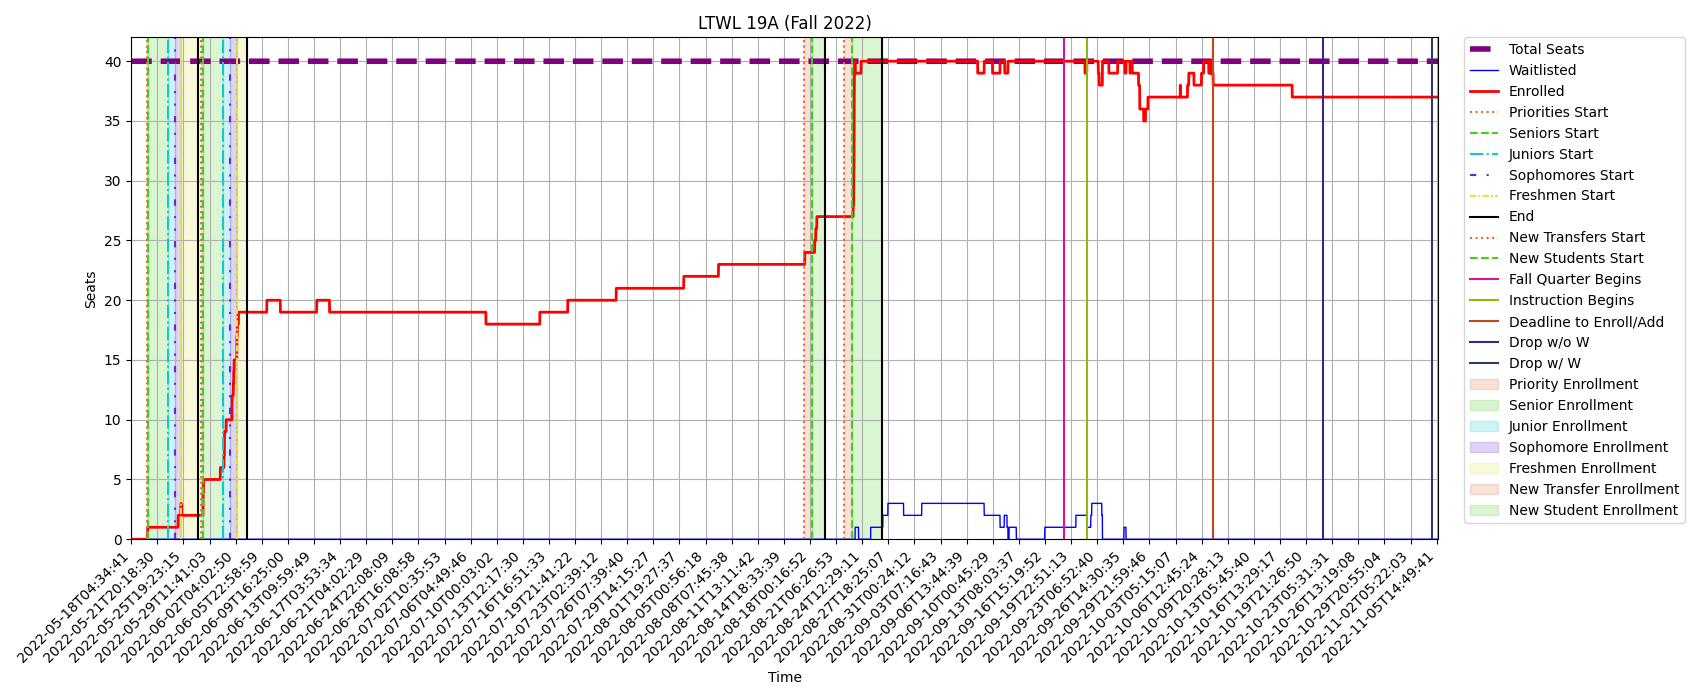 LTWL 19A (Fall 2022)
Seats
40
35
30
25
20
15
10
5
0
2022-05-18T04:34:41
2022-05-21T20:18:30
2022-05-25T19:23:15
2022-05-29T11:41:03
2022-06-02T04:02:50
2022-06-05T22:58:59
2022-06-09T16:25:00
2022-06-13T09:59:49
2022-06-17T03:53:34
2022-06-21T04:02:29
2022-06-24T22:08:09
2022-06-28T16:08:58
2022-07-02T10:35:53
2022-07-06T04:49:46
2022-07-10T00:03:02
2022-07-13T12:17:30
2022-07-16T16:51:33
2022-07-19T21:41:22
2022-07-23T02:39:12
2022-07-26T07:39:40
2022-07-29T14:15:27
2022-08-01T19:27:37
2022-08-05T00:56:18
2022-08-08T07:45:38
2022-08-11T13:11:42
2022-08-14T18:33:39
2022-08-18T00:16:52
2022-08-21T06:26:53
2022-08-24T12:29:11
2022-08-27T18:25:07
2022-08-31T00:24:12
2022-09-03T07:16:43
2022-09-06T13:44:39
2022-09-10T00:45:29
2022-09-13T08:03:37
2022-09-16T15:19:52
2022-09-19T22:51:13
2022-09-23T06:52:40
2022-09-26T14:30:35
2022-09-29T21:59:46
2022-10-03T05:15:07
2022-10-06T12:45:24
2022-10-09T20:28:13
2022-10-13T05:45:40
2022-10-16T13:29:17
2022-10-19T21:26:50
2022-10-23T05:31:31
2022-10-26T13:19:08
2022-10-29T20:55:04
2022-11-02T05:22:03
2022-11-05T14:49:41
Time
Total Seats
Waitlisted
Enrolled
Priorities Start
Seniors Start
Juniors Start
Sophomores Start
Freshmen Start
End
New Transfers Start
New Students Start
Fall Quarter Begins
Instruction Begins
Deadline to Enroll/Add
Drop w/o W
Drop w/ W
Priority Enrollment
Senior Enrollment
Junior Enrollment
Sophomore Enrollment
Freshmen Enrollment
New Transfer Enrollment
New Student Enrollment